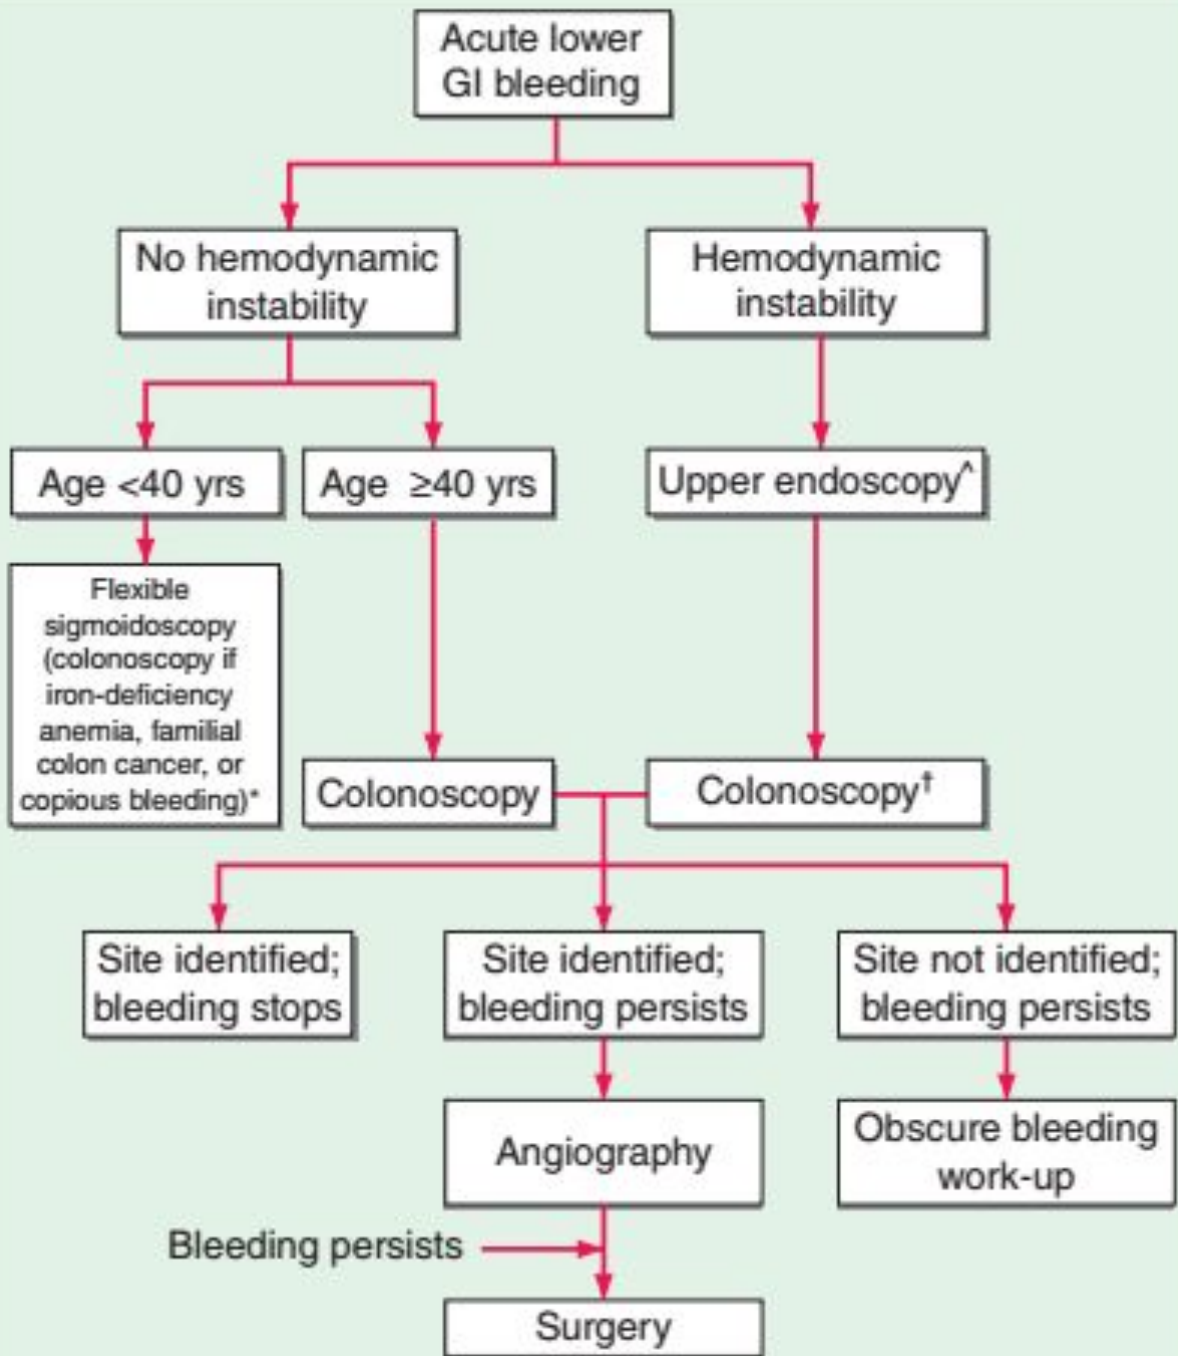 Acute lower
GI bleeding
No hemodynamic
instability
Hemodynamic
instability
Age <40 yrs
Age ≥40 yrs
Upper endoscopy^
Flexible
sigmoidoscopy
(colonoscopy if
iron-deficiency
anemia, familial
colon cancer, or
copious bleeding)*
Colonoscopy
Colonoscopy†
Site identified;
bleeding stops
Site identified;
bleeding persists
Site not identified;
bleeding persists
Angiography
Obscure bleeding
work-up
Bleeding persists
Surgery